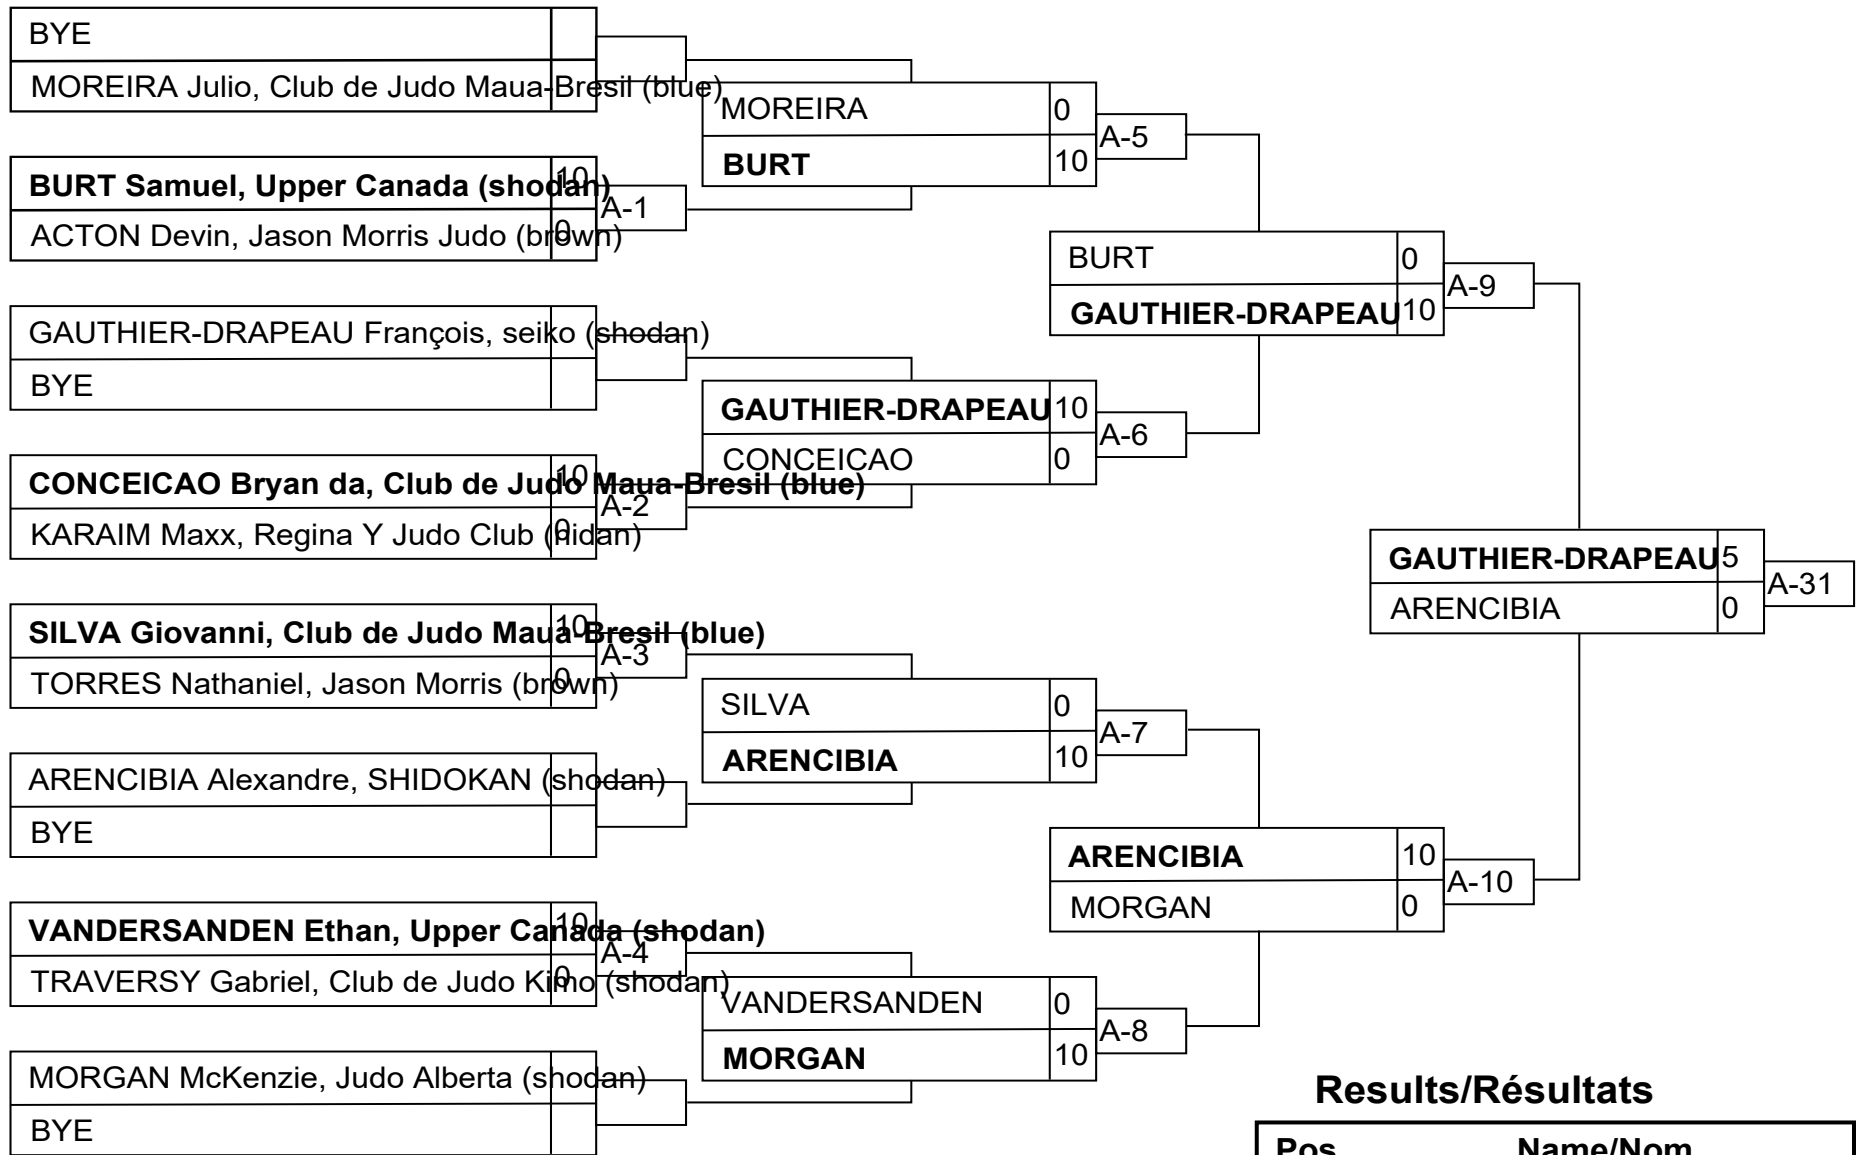 BYE
MOREIRA Julio, Club de Judo Maua-Bresil (blue)
BURT Samuel, Upper Canada (shodan) 10
ACTON Devin, Jason Morris Judo (brown) 0
A-1
GAUTHIER-DRAPEAU François, seiko (shodan)
BYE
CONCEICAO Bryan da, Club de Judo Maua-Bresil (blue) 10
KARAIM Maxx, Regina Y Judo Club (nidan) 0
A-2
SILVA Giovanni, Club de Judo Maua-Bresil (blue) 10
TORRES Nathaniel, Jason Morris (brown) 0
A-3
ARENCIBIA Alexandre, SHIDOKAN (shodan)
BYE
VANDERSANDEN Ethan, Upper Canada (shodan) 10
TRAVERSY Gabriel, Club de Judo Kimo (shodan) 0
A-4
MORGAN McKenzie, Judo Alberta (shodan)
BYE
MOREIRA 0
BURT 10
A-5
GAUTHIER-DRAPEAU 10
CONCEICAO 0
A-6
SILVA 0
ARENCIBIA 10
A-7
VANDERSANDEN 0
MORGAN 10
A-8
BURT 0
GAUTHIER-DRAPEAU 10
A-9
ARENCIBIA 10
MORGAN 0
A-10
GAUTHIER-DRAPEAU 5
ARENCIBIA 0
A-31
Results/Résultats
Pos Name/Nom